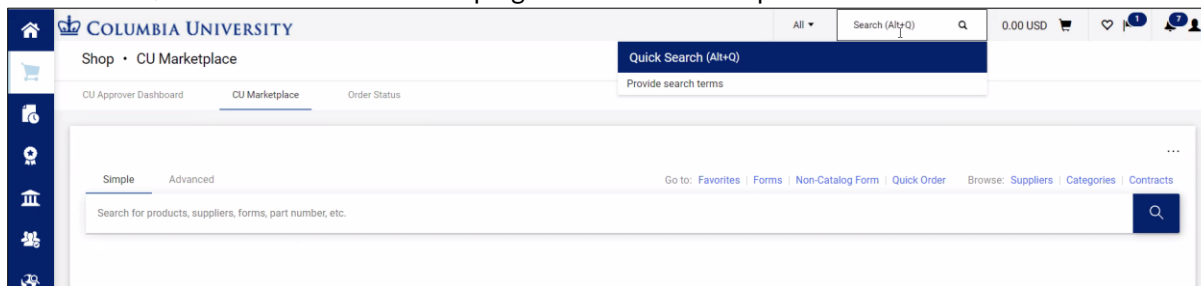 COLUMBIA UNIVERSITY All Search (Alt+Q) 0.00 USD 1 7
Shop • CU Marketplace Quick Search (Alt+Q)
Provide search terms
CU Approver Dashboard CU Marketplace Order Status
...
Simple Advanced Go to: Favorites | Forms | Non-Catalog Form | Quick Order Browse: Suppliers | Categories | Contracts
Search for products, suppliers, forms, part number, etc.